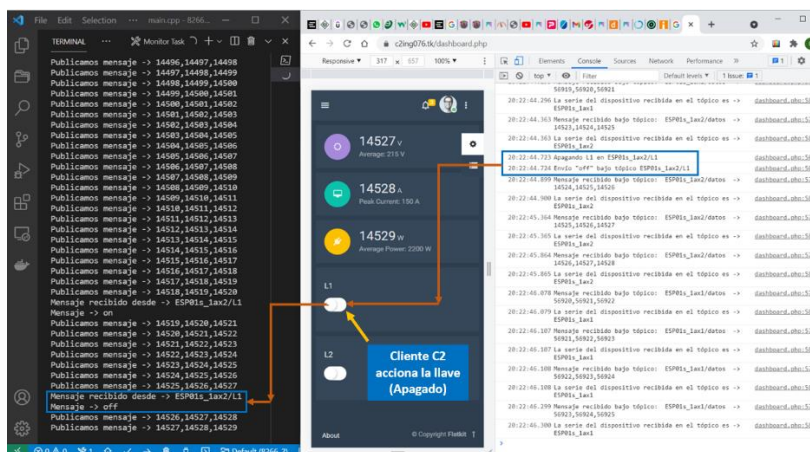 File Edit Selection ... main.cpp - 8266...
TERMINAL ... Monitor Task
Publicamos mensaje -> 14496,14497,14498
Publicamos mensaje -> 14497,14498,14499
Publicamos mensaje -> 14498,14499,14500
Publicamos mensaje -> 14499,14500,14501
Publicamos mensaje -> 14500,14501,14502
Publicamos mensaje -> 14501,14502,14503
Publicamos mensaje -> 14502,14503,14504
Publicamos mensaje -> 14503,14504,14505
Publicamos mensaje -> 14504,14505,14506
Publicamos mensaje -> 14505,14506,14507
Publicamos mensaje -> 14506,14507,14508
Publicamos mensaje -> 14507,14508,14509
Publicamos mensaje -> 14508,14509,14510
Publicamos mensaje -> 14509,14510,14511
Publicamos mensaje -> 14510,14511,14512
Publicamos mensaje -> 14511,14512,14513
Publicamos mensaje -> 14512,14513,14514
Publicamos mensaje -> 14513,14514,14515
Publicamos mensaje -> 14514,14515,14516
Publicamos mensaje -> 14515,14516,14517
Publicamos mensaje -> 14516,14517,14518
Publicamos mensaje -> 14517,14518,14519
Publicamos mensaje -> 14518,14519,14520
Mensaje recibido desde -> ESP01s_1ax2/L1
Mensaje -> on
Publicamos mensaje -> 14519,14520,14521
Publicamos mensaje -> 14520,14521,14522
Publicamos mensaje -> 14521,14522,14523
Publicamos mensaje -> 14522,14523,14524
Publicamos mensaje -> 14523,14524,14525
Publicamos mensaje -> 14524,14525,14526
Publicamos mensaje -> 14525,14526,14527
Mensaje recibido desde -> ESP01s_1ax2/L1
Mensaje -> off
Publicamos mensaje -> 14526,14527,14528
Publicamos mensaje -> 14527,14528,14529
c2ing076.tk/dashboard.php
Responsive 317 x 657 100%
14527 V
Average: 215 V
14528 A
Peak Current: 150 A
14529 W
Average Power: 2200 W
L1
L2
Cliente C2
acciona la llave
(Apagado)
About © Copyright Flatkit
Elements Console Sources Network Performance
top Filter Default levels 1 Issue: 1
56919,56920,56921
20:22:44.296 La serie del dispositivo recibida en el tópico es -> ESP01s_1ax1
20:22:44.363 Mensaje recibido bajo tópico: ESP01s_1ax2/datos ->
14523,14524,14525
20:22:44.363 La serie del dispositivo recibida en el tópico es ->
ESP01s_1ax2
20:22:44.723 Apagando L1 en ESP01s_1ax2/L1
20:22:44.724 Envío "off" bajo tópico ESP01s_1ax2/L1
20:22:44.899 Mensaje recibido bajo tópico: ESP01s_1ax2/datos ->
14524,14525,14526
20:22:44.900 La serie del dispositivo recibida en el tópico es ->
ESP01s_1ax2
20:22:45.364 Mensaje recibido bajo tópico: ESP01s_1ax2/datos ->
14525,14526,14527
20:22:45.365 La serie del dispositivo recibida en el tópico es ->
ESP01s_1ax2
20:22:45.864 Mensaje recibido bajo tópico: ESP01s_1ax2/datos ->
14526,14527,14528
20:22:45.865 La serie del dispositivo recibida en el tópico es ->
ESP01s_1ax2
20:22:46.078 Mensaje recibido bajo tópico: ESP01s_1ax1/datos ->
56920,56921,56922
20:22:46.079 La serie del dispositivo recibida en el tópico es ->
ESP01s_1ax1
20:22:46.107 Mensaje recibido bajo tópico: ESP01s_1ax1/datos ->
56921,56922,56923
20:22:46.107 La serie del dispositivo recibida en el tópico es ->
ESP01s_1ax1
20:22:46.108 Mensaje recibido bajo tópico: ESP01s_1ax1/datos ->
56922,56923,56924
20:22:46.108 La serie del dispositivo recibida en el tópico es ->
ESP01s_1ax1
20:22:46.299 Mensaje recibido bajo tópico: ESP01s_1ax1/datos ->
56923,56924,56925
20:22:46.300 La serie del dispositivo recibida en el tópico es ->
ESP01s_1ax1